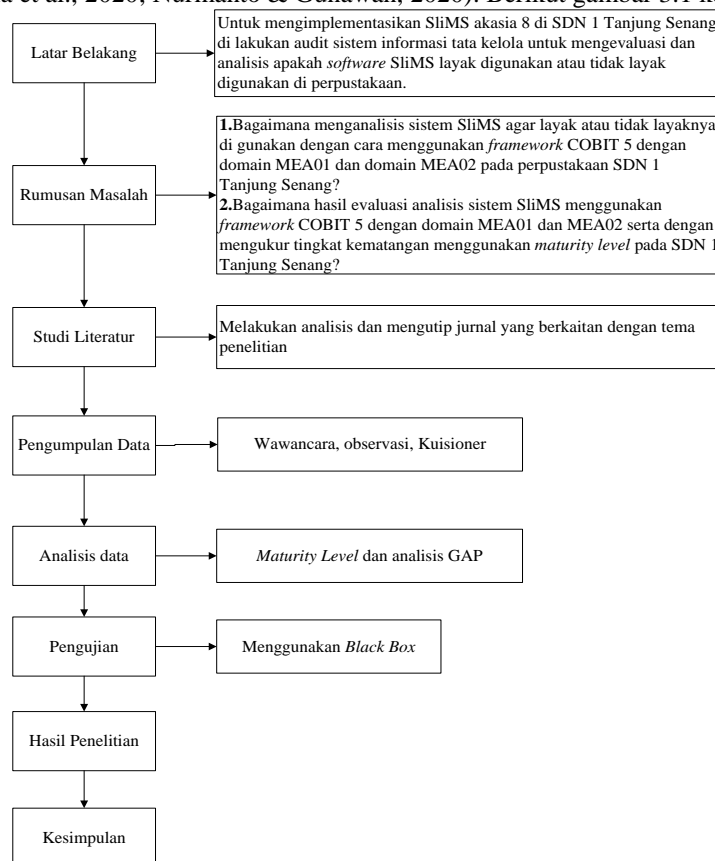 et al., 2020; Nurmanto & Gunawan, 2020). Berikut gambar 3.1
Untuk mengimplementasikan SliMS akasia 8 di SDN 1 Tanjung Senang
di lakukan audit sistem informasi tata kelola untuk mengevaluasi dan
Latar Belakang
analisis apakah software SliMS layak digunakan atau tidak layak
digunakan di perpustakaan.
1.Bagaimana menganalisis sistem SliMS agar layak atau tidak layaknya
di gunakan dengan cara menggunakan framework COBIT 5 dengan
domain MEA01 dan domain MEA02 pada perpustakaan SDN 1
Tanjung Senang?
Rumusan Masalah
2.Bagaimana hasil evaluasi analisis sistem SliMS menggunakan
framework COBIT 5 dengan domain MEA01 dan MEA02 serta dengan
mengukur tingkat kematangan menggunakan maturity level pada SDN 1
Tanjung Senang?
Studi Literatur
Melakukan analisis dan mengutip jurnal yang berkaitan dengan tema
penelitian
Pengumpulan Data
Wawancara, observasi, Kuisioner
Analisis data
Maturity Level dan analisis GAP
Pengujian
Menggunakan Black Box
Hasil Penelitian
Kesimpulan